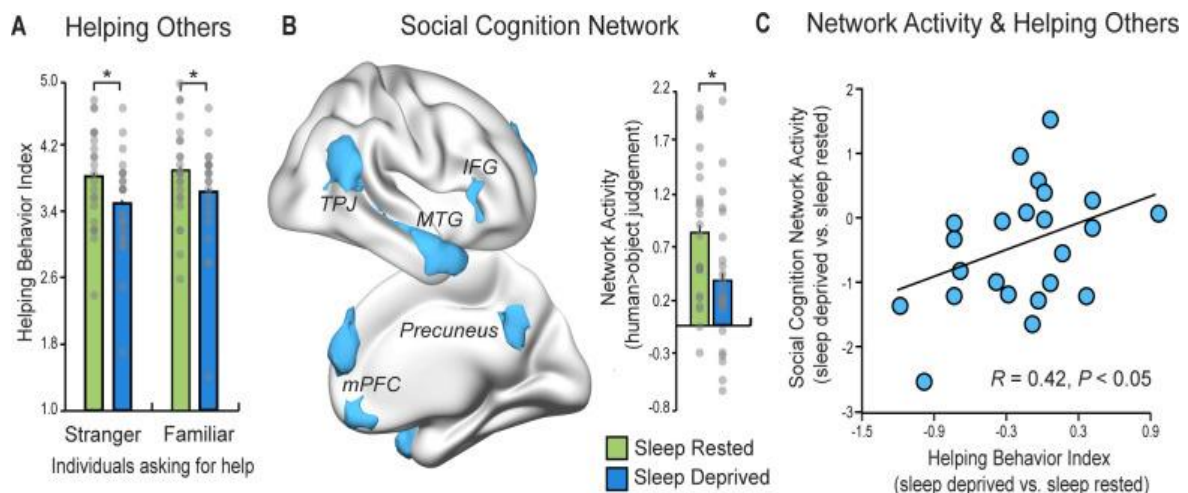 A Helping Others
Helping Behavior Index
5.0
4.2
3.4
2.6
1.8
1.0
*
*
Stranger Familiar
Individuals asking for help
B Social Cognition Network
TPJ
MTG
IFG
Precuneus
mPFC
Network Activity
(human>object judgement)
2.2
1.7
1.2
0.7
0.2
-0.3
-0.8
*
Sleep Rested
Sleep Deprived
C Network Activity & Helping Others
Social Cognition Network Activity
(sleep deprived vs. sleep rested)
2
1
0
-1
-2
-3
R = 0.42, P < 0.05
-1.5 -0.9 -0.3 0.3 0.9
Helping Behavior Index
(sleep deprived vs. sleep rested)